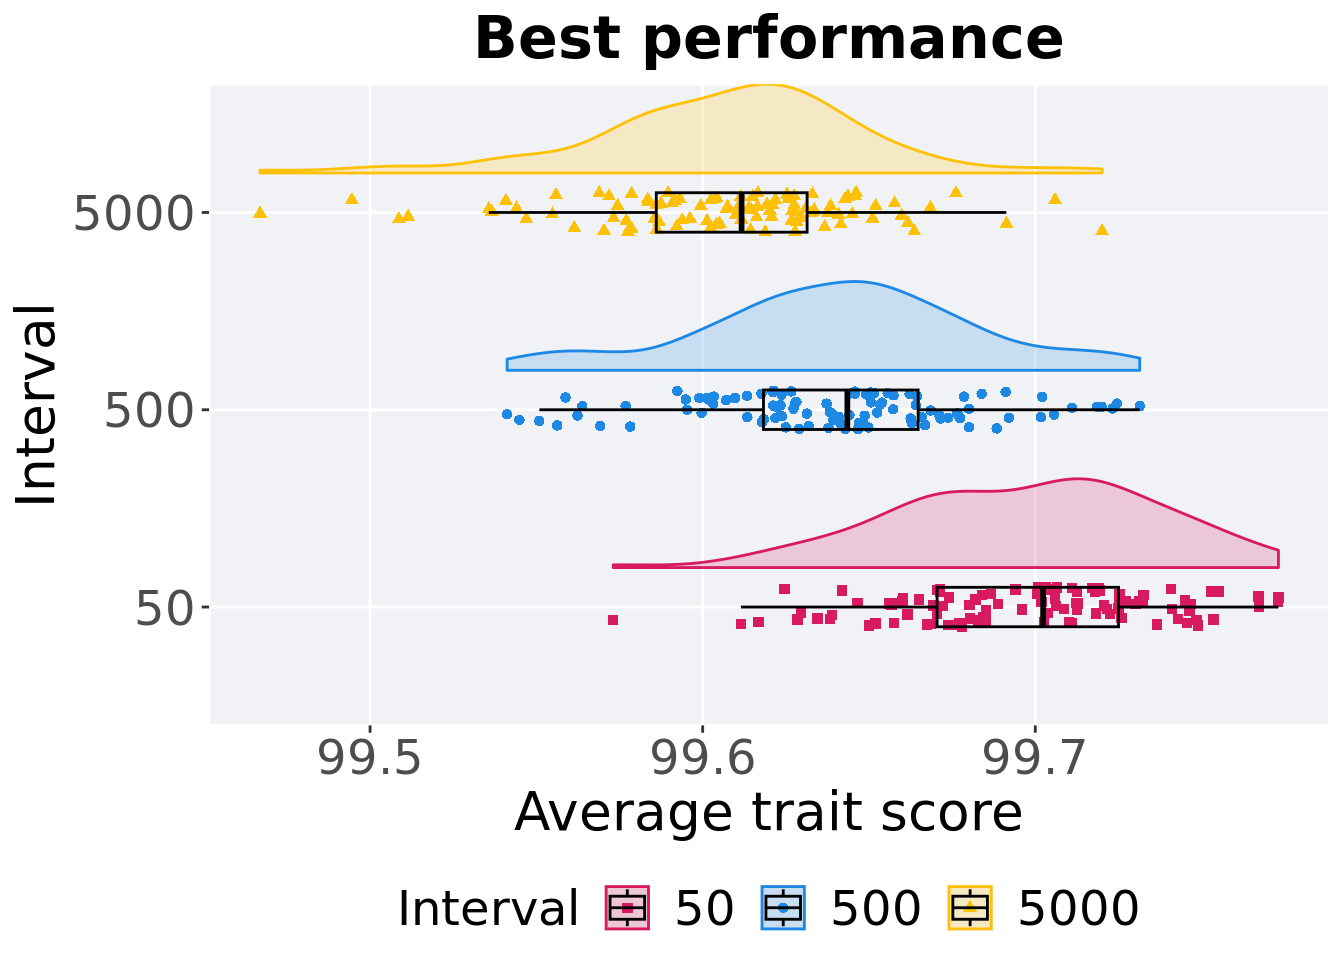 Best performance
Interval
5000
500
50
99.5 99.6 99.7
Average trait score
Interval 50 500 5000